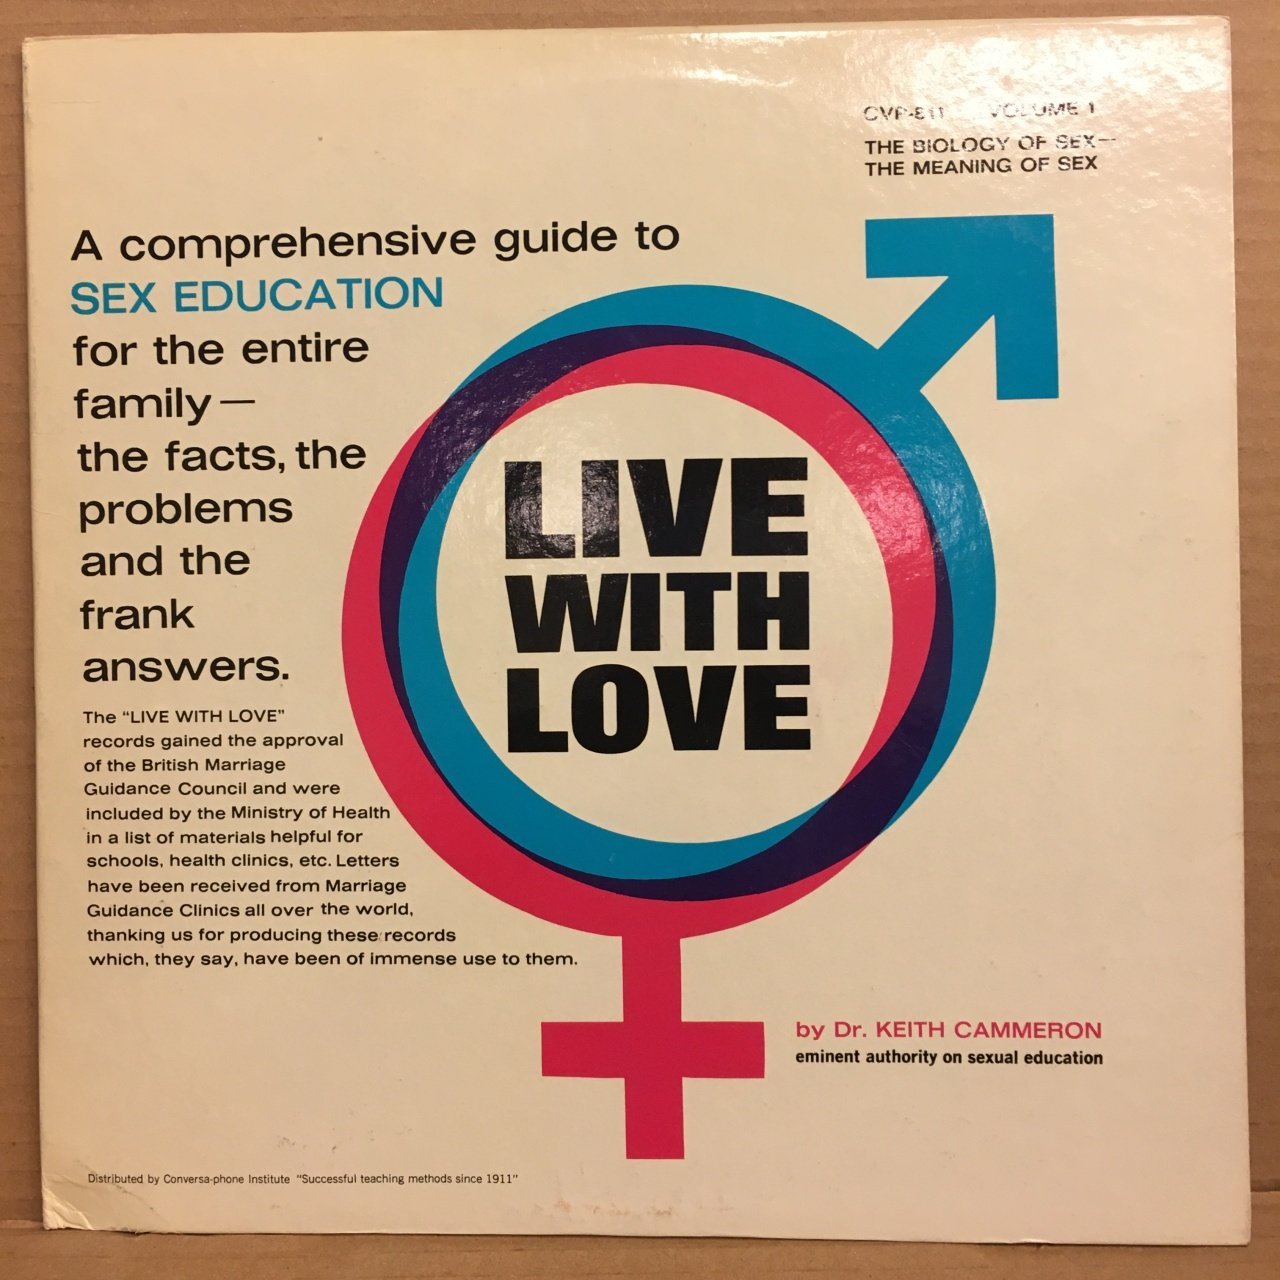 CVP-811 VOLUME 1
THE BIOLOGY OF SEX—
THE MEANING OF SEX
A comprehensive guide to
SEX EDUCATION
for the entire
family—
the facts, the
problems
and the
frank
answers.
LIVE
WITH
LOVE
The "LIVE WITH LOVE"
records gained the approval
of the British Marriage
Guidance Council and were
included by the Ministry of Health
in a list of materials helpful for
schools, health clinics, etc. Letters
have been received from Marriage
Guidance Clinics all over the world,
thanking us for producing these records
which, they say, have been of immense use to them.
by Dr. KEITH CAMMERON
eminent authority on sexual education
Distributed by Conversa-phone Institute "Successful teaching methods since 1911"